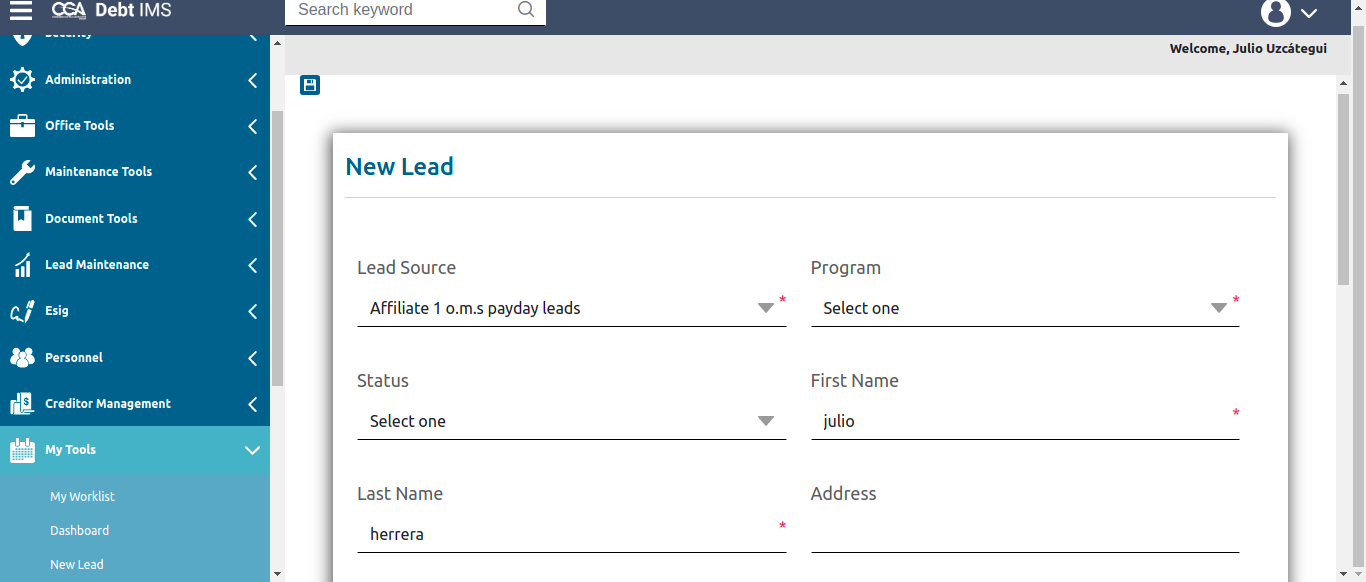 CGA Debt IMS
Search keyword
Welcome, Julio Uzcátegui
Security
Administration
Office Tools
Maintenance Tools
Document Tools
Lead Maintenance
Esig
Personnel
Creditor Management
My Tools
My Worklist
Dashboard
New Lead
New Lead
Lead Source
Affiliate 1 o.m.s payday leads *
Program
Select one *
Status
Select one
First Name
julio *
Last Name
herrera *
Address